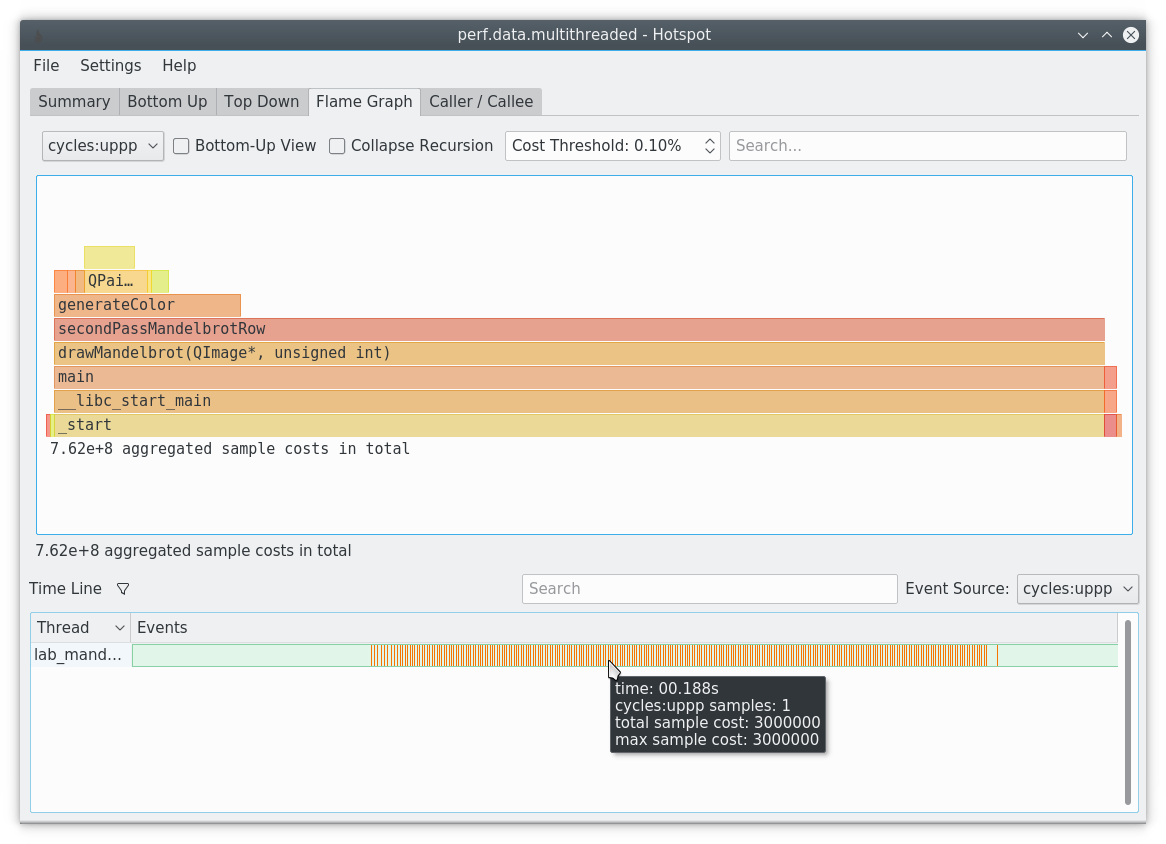 perf.data.multithreaded - Hotspot
File Settings Help
Summary Bottom Up Top Down Flame Graph Caller / Callee
cycles:uppp Bottom-Up View Collapse Recursion Cost Threshold: 0.10% Search...
QPai…
generateColor
secondPassMandelbrotRow
drawMandelbrot(QImage*, unsigned int)
main
__libc_start_main
_start
7.62e+8 aggregated sample costs in total
7.62e+8 aggregated sample costs in total
Time Line Search Event Source: cycles:uppp
Thread Events
lab_mand...
time: 00.188s
cycles:uppp samples: 1
total sample cost: 3000000
max sample cost: 3000000